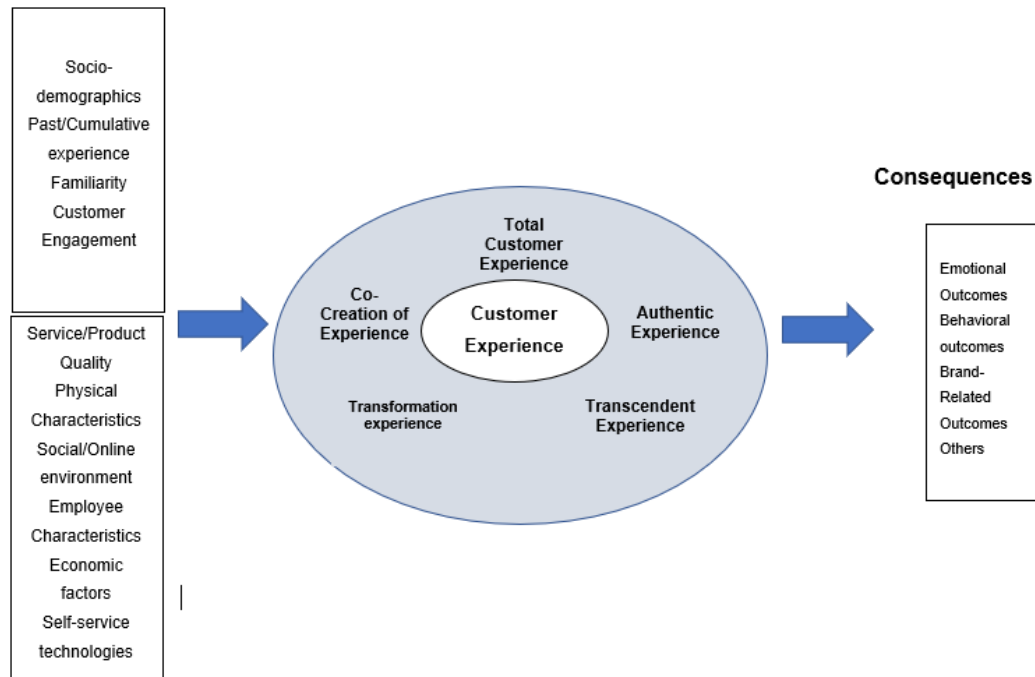 Socio-
demographics
Past/Cumulative
experience
Familiarity
Customer
Engagement
Service/Product
Quality
Physical
Characteristics
Social/Online
environment
Employee
Characteristics
Economic
factors
Self-service
technologies
Total
Customer
Experience
Co-
Creation of
Experience
Customer
Experience
Authentic
Experience
Transformation
experience
Transcendent
Experience
Consequences
Emotional
Outcomes
Behavioral
outcomes
Brand-
Related
Outcomes
Others